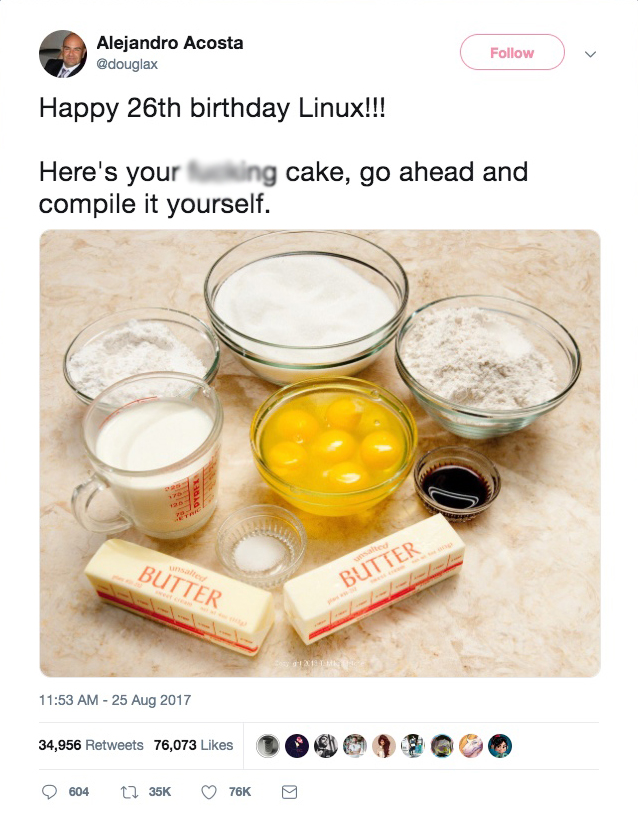 Alejandro Acosta
@douglax
Follow
Happy 26th birthday Linux!!!
Here's your cake, go ahead and
compile it yourself.
unsalted
BUTTER
unsalted
BUTTER
11:53 AM - 25 Aug 2017
34,956 Retweets 76,073 Likes
604 35K 76K